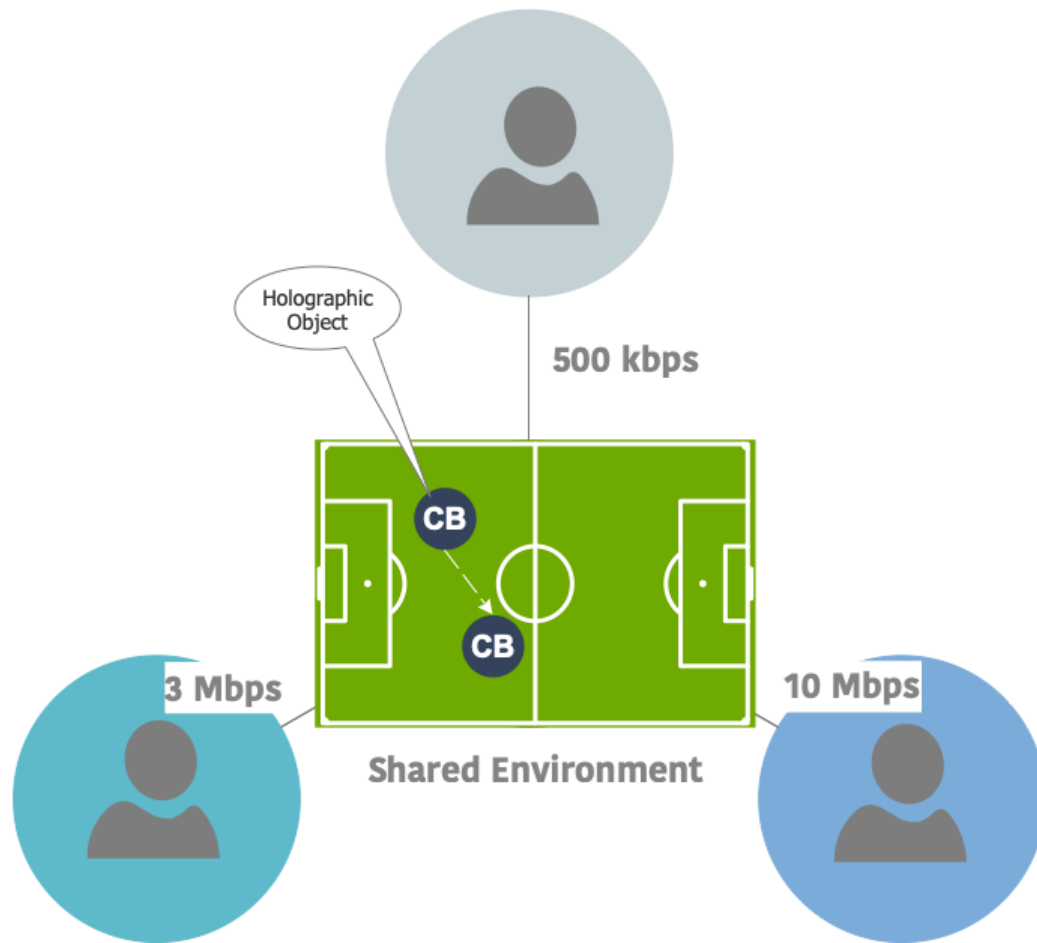 Holographic
Object
500 kbps
CB
CB
3 Mbps
10 Mbps
Shared Environment